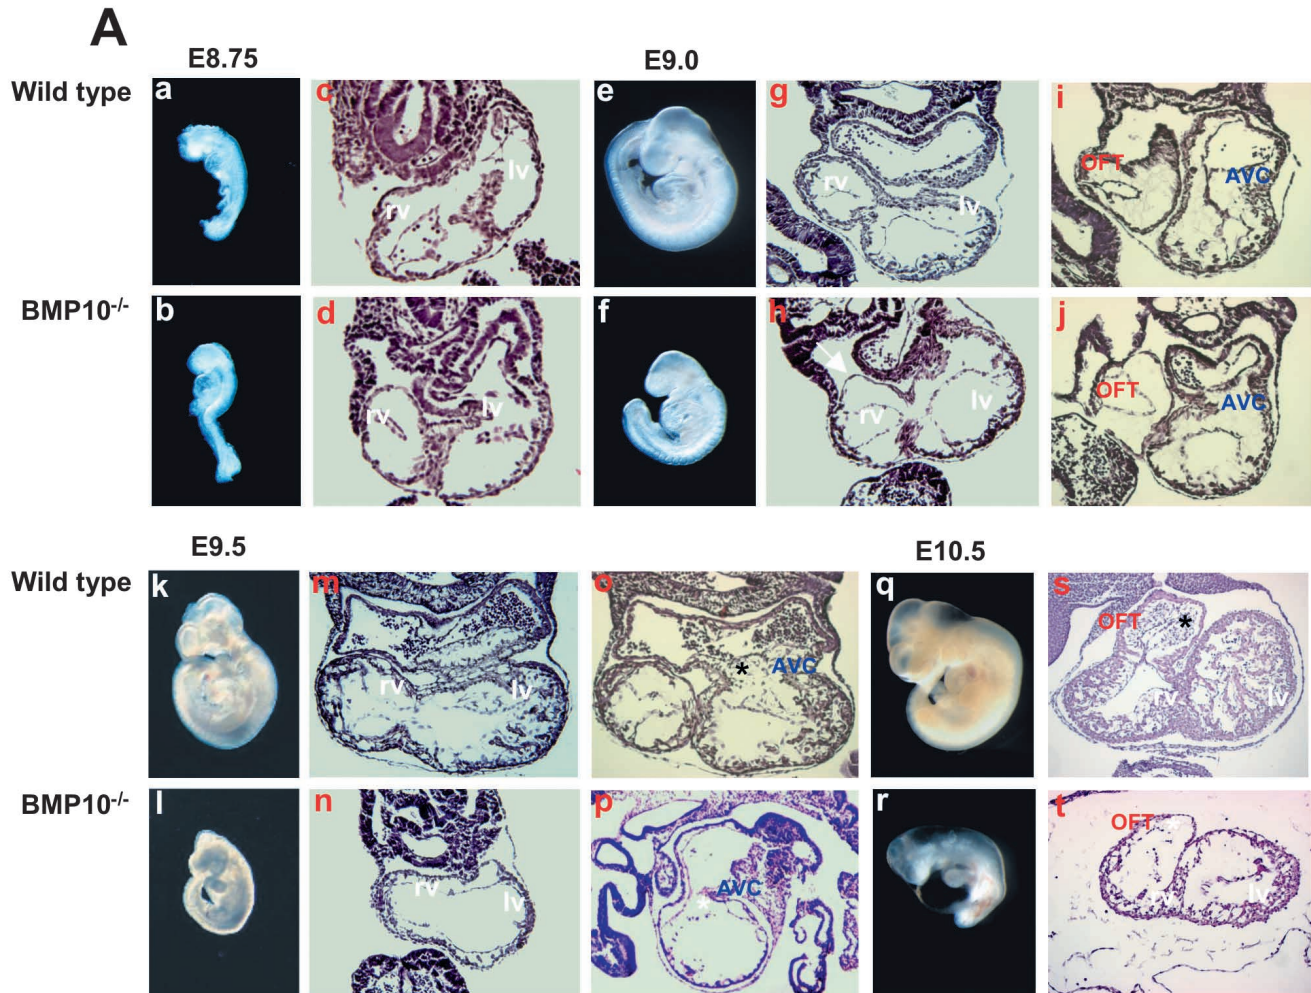 A
E8.75
E9.0
Wild type
a
c
e
g
i
lv
rv
rv
lv
OFT
AVC
BMP10-/-
b
d
f
h
j
rv
lv
rv
lv
OFT
AVC
E9.5
E10.5
Wild type
k
m
o
q
s
rv
lv
*
AVC
OFT
*
rv
lv
BMP10-/-
l
n
p
r
t
rv
lv
AVC
*
OFT
*
rv
lv